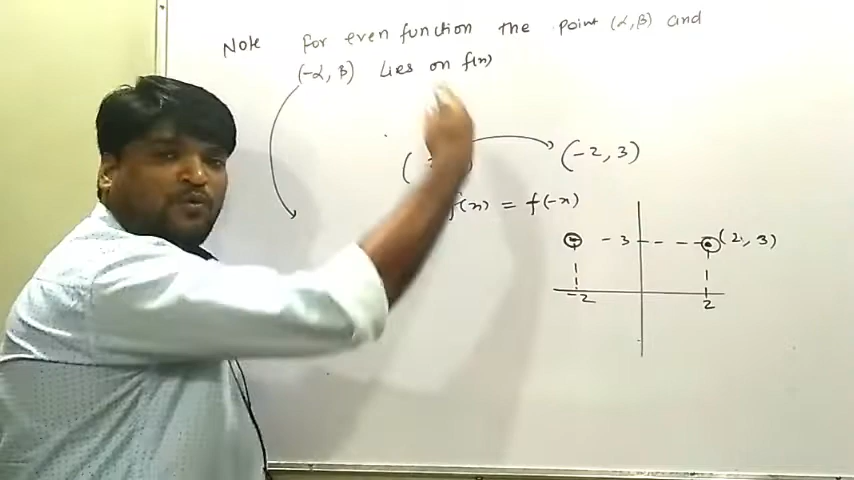 Note for even function the point (α, β) and
(-α, β) Lies on f(x)
(-2, 3)
f(x) = f(-x)
3 (2, 3)
-2 2